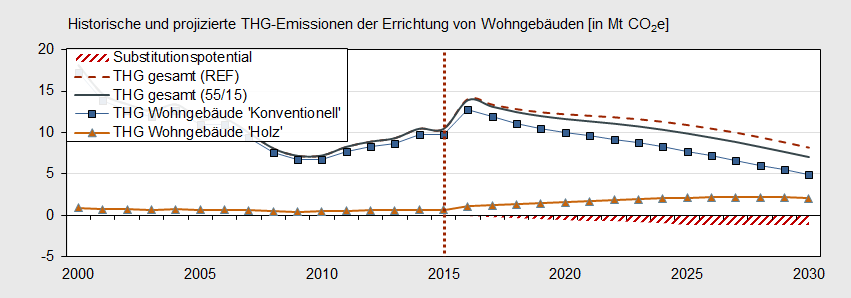 Historische und projizierte THG-Emissionen der Errichtung von Wohngebäuden [in Mt CO₂e]
20
15
10
5
0
-5
Substitutionspotential
THG gesamt (REF)
THG gesamt (55/15)
THG Wohngebäude 'Konventionell'
THG Wohngebäude 'Holz'
2000 2005 2010 2015 2020 2025 2030